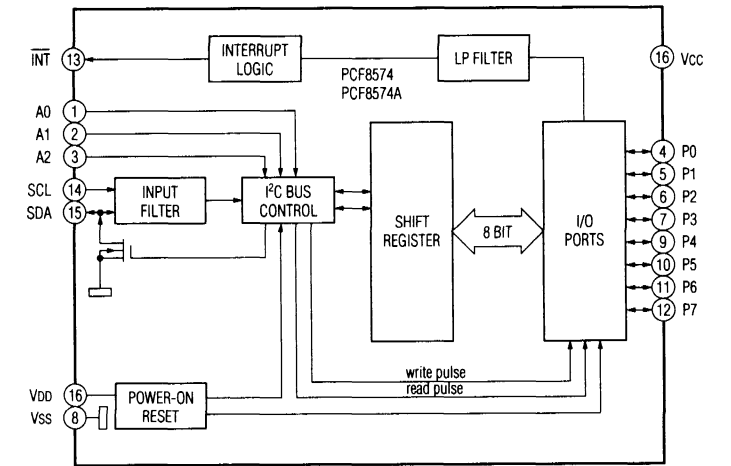 INT 13
INTERRUPT
LOGIC
PCF8574
PCF8574A
LP FILTER
16 VCC
A0 1
A1 2
A2 3
SCL 14
SDA 15
INPUT
FILTER
I²C BUS
CONTROL
SHIFT
REGISTER
8 BIT
I/O
PORTS
4 P0
5 P1
6 P2
7 P3
9 P4
10 P5
11 P6
12 P7
write pulse
read pulse
VDD 16
VSS 8
POWER-ON
RESET